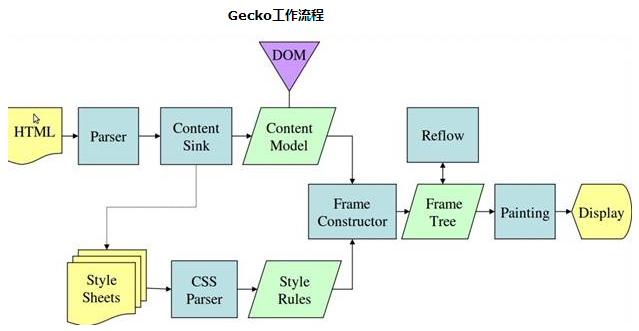 Gecko工作流程
DOM
HTML
Parser
Content
Sink
Content
Model
Reflow
Frame
Constructor
Frame
Tree
Painting
Display
Style
Sheets
CSS
Parser
Style
Rules